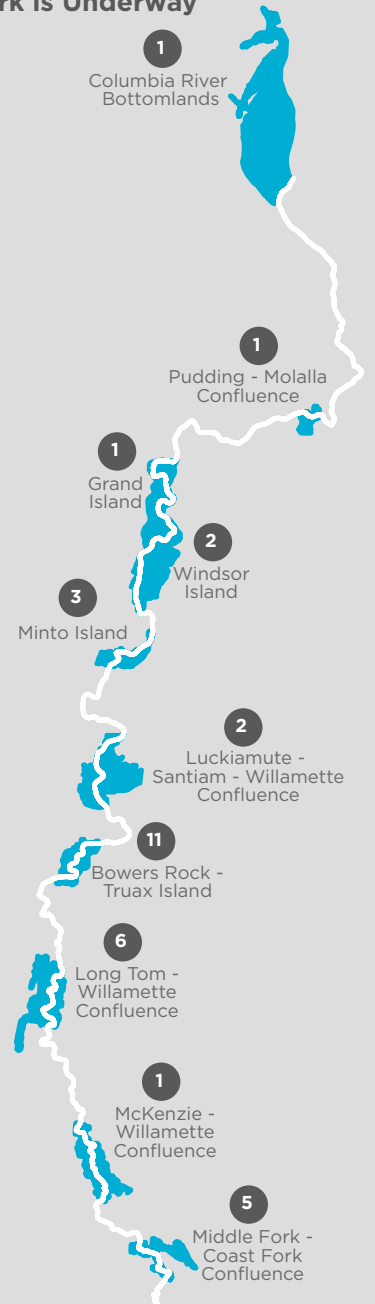 rk is Underway
1
Columbia River
Bottomlands
1
Pudding - Molalla
Confluence
1
Grand
Island
2
Windsor
Island
3
Minto Island
2
Luckiamute -
Santiam - Willamette
Confluence
11
Bowers Rock -
Truax Island
6
Long Tom -
Willamette
Confluence
1
McKenzie -
Willamette
Confluence
5
Middle Fork -
Coast Fork
Confluence